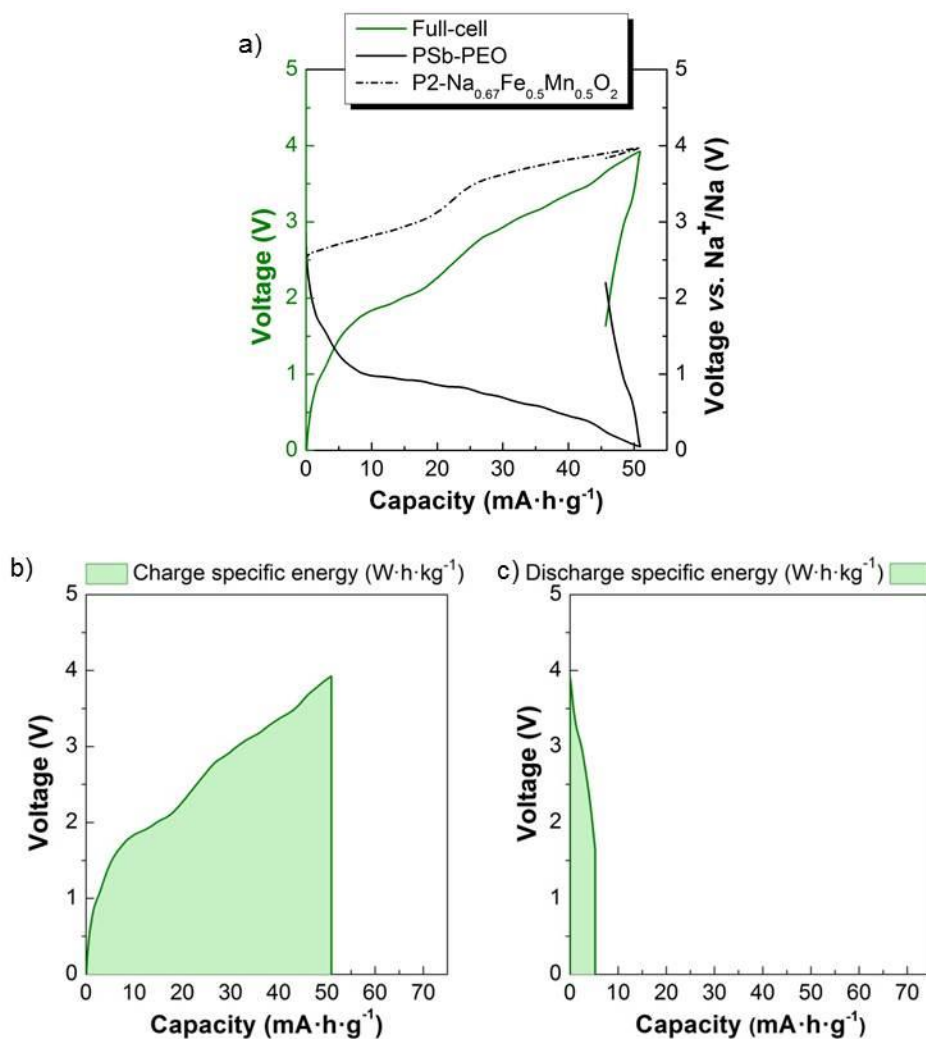 a)
Full-cell
PSb-PEO
P2-Na0.67Fe0.5Mn0.5O2
5
4
3
2
1
0
Voltage (V)
5
4
3
2
1
0
Voltage vs. Na+/Na (V)
0 10 20 30 40 50
Capacity (mA·h·g-1)
b)
Charge specific energy (W·h·kg-1)
5
4
3
2
1
0
Voltage (V)
0 10 20 30 40 50 60 70
Capacity (mA·h·g-1)
c) Discharge specific energy (W·h·kg-1)
5
4
3
2
1
0
Voltage (V)
0 10 20 30 40 50 60 70
Capacity (mA·h·g-1)